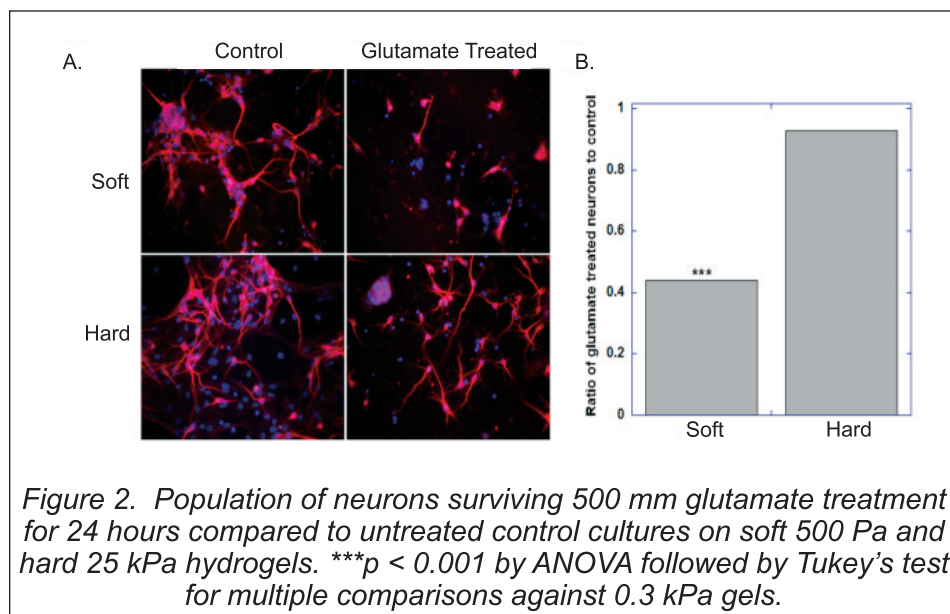 Control Glutamate Treated
A. B.
Soft
Hard
Ratio of glutamate treated neurons to control
1
0.8
0.6
0.4
0.2
0
***
Soft Hard
Figure 2. Population of neurons surviving 500 mm glutamate treatment
for 24 hours compared to untreated control cultures on soft 500 Pa and
hard 25 kPa hydrogels. ***p < 0.001 by ANOVA followed by Tukey's test
for multiple comparisons against 0.3 kPa gels.